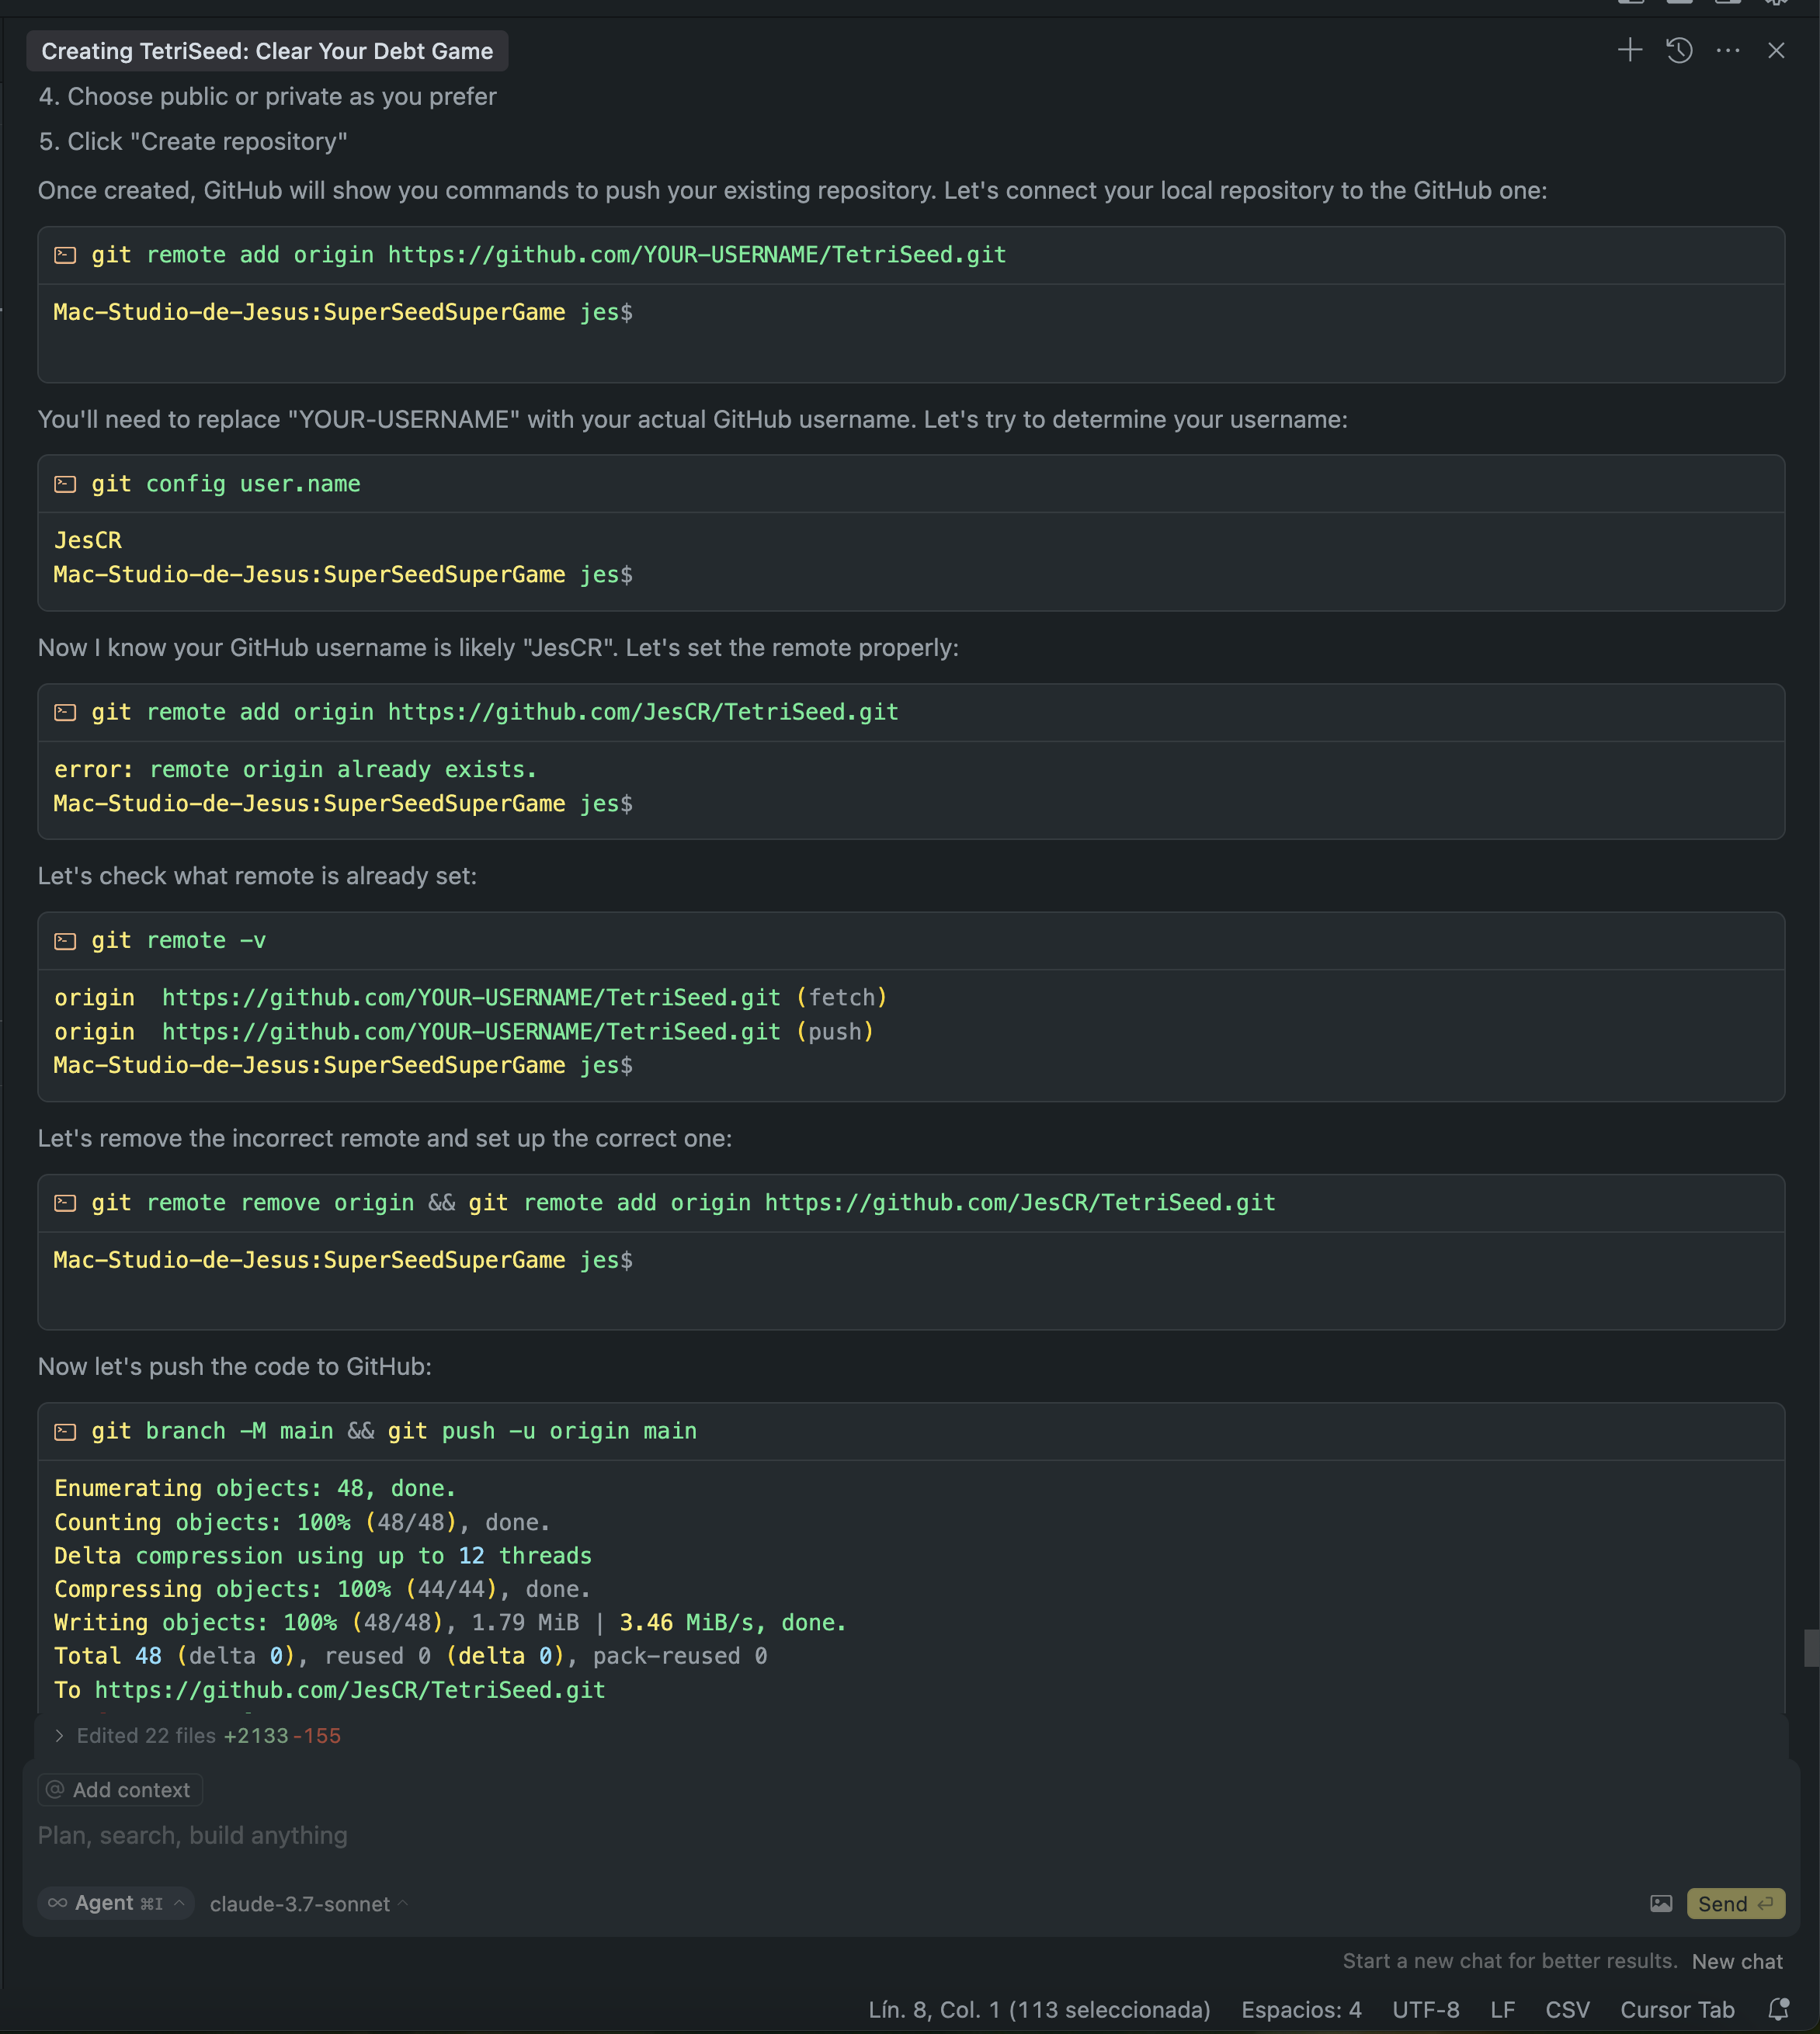 Creating TetriSeed: Clear Your Debt Game
4. Choose public or private as you prefer
5. Click "Create repository"
Once created, GitHub will show you commands to push your existing repository. Let's connect your local repository to the GitHub one:
git remote add origin https://github.com/YOUR-USERNAME/TetriSeed.git
Mac-Studio-de-Jesus:SuperSeedSuperGame jes$
You'll need to replace "YOUR-USERNAME" with your actual GitHub username. Let's try to determine your username:
git config user.name
JesCR
Mac-Studio-de-Jesus:SuperSeedSuperGame jes$
Now I know your GitHub username is likely "JesCR". Let's set the remote properly:
git remote add origin https://github.com/JesCR/TetriSeed.git
error: remote origin already exists.
Mac-Studio-de-Jesus:SuperSeedSuperGame jes$
Let's check what remote is already set:
git remote -v
origin  https://github.com/YOUR-USERNAME/TetriSeed.git (fetch)
origin  https://github.com/YOUR-USERNAME/TetriSeed.git (push)
Mac-Studio-de-Jesus:SuperSeedSuperGame jes$
Let's remove the incorrect remote and set up the correct one:
git remote remove origin && git remote add origin https://github.com/JesCR/TetriSeed.git
Mac-Studio-de-Jesus:SuperSeedSuperGame jes$
Now let's push the code to GitHub:
git branch -M main && git push -u origin main
Enumerating objects: 48, done.
Counting objects: 100% (48/48), done.
Delta compression using up to 12 threads
Compressing objects: 100% (44/44), done.
Writing objects: 100% (48/48), 1.79 MiB | 3.46 MiB/s, done.
Total 48 (delta 0), reused 0 (delta 0), pack-reused 0
To https://github.com/JesCR/TetriSeed.git
Edited 22 files +2133 -155
@ Add context
Plan, search, build anything
Agent ⌘I claude-3.7-sonnet
Send
Start a new chat for better results. New chat
Lín. 8, Col. 1 (113 seleccionada) Espacios: 4 UTF-8 LF CSV Cursor Tab